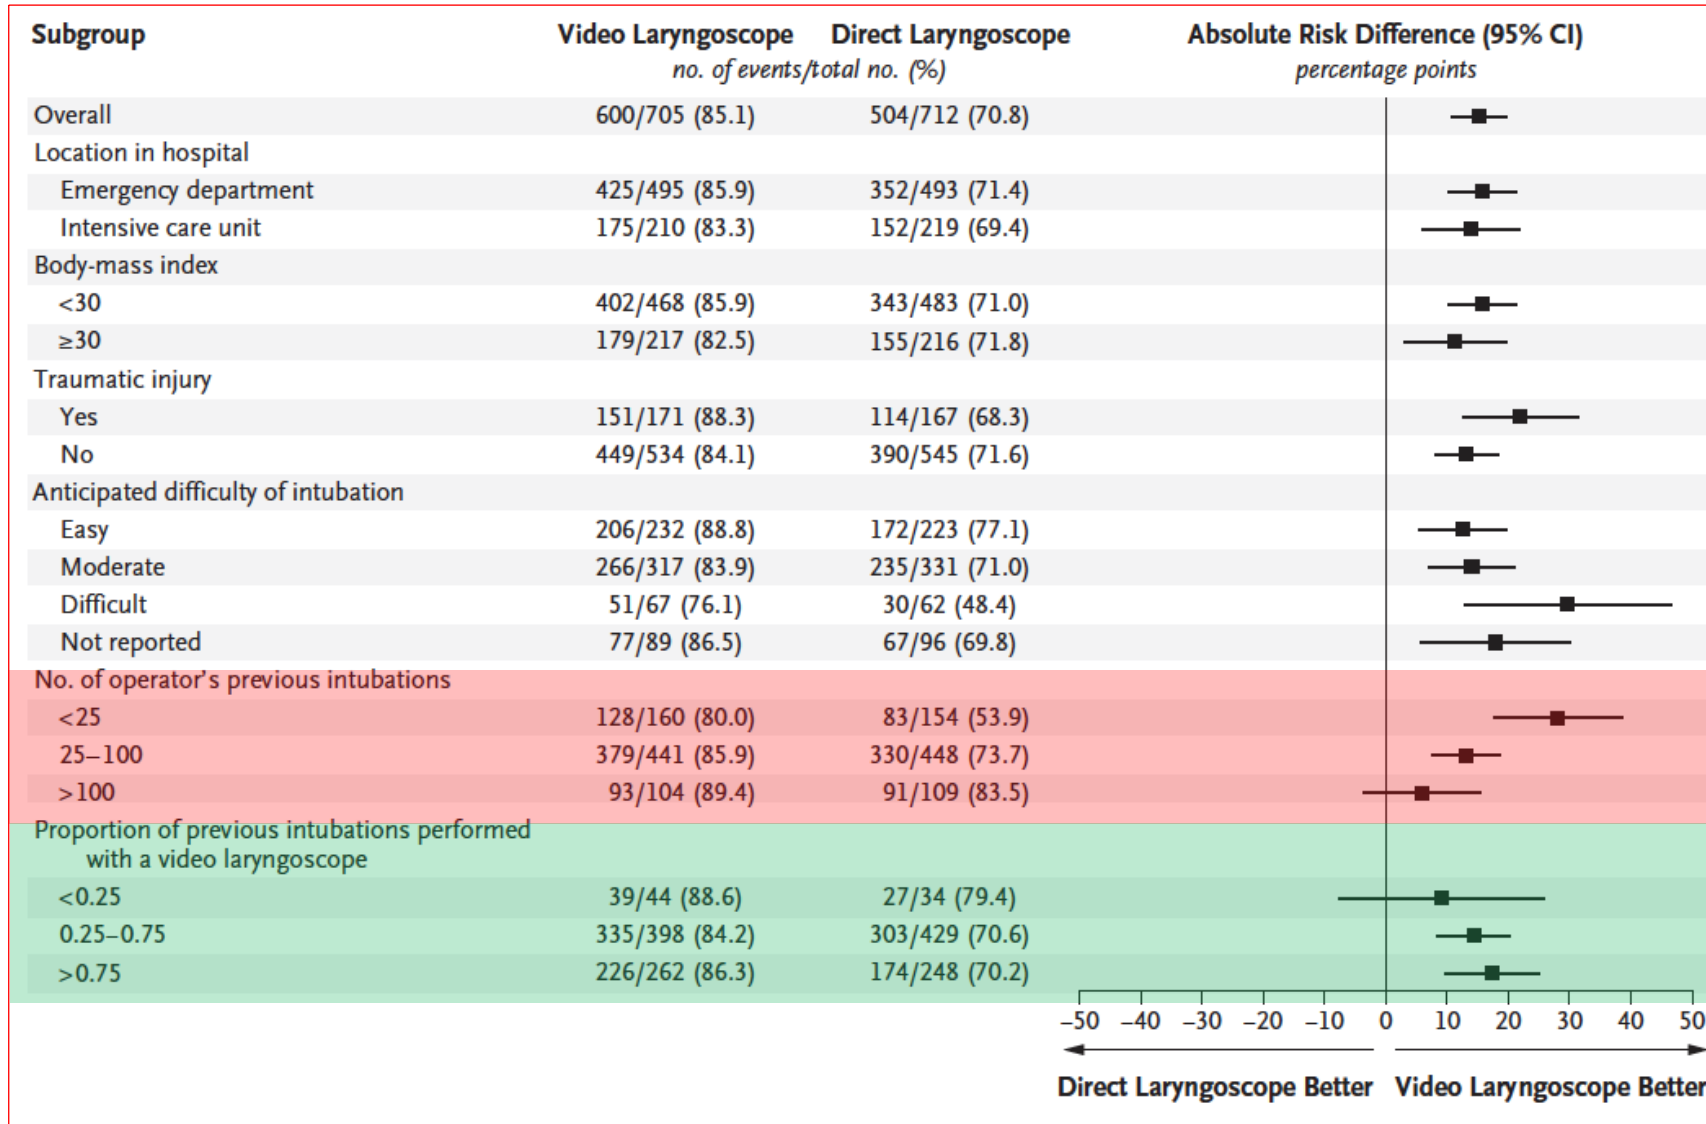 Subgroup Video Laryngoscope Direct Laryngoscope Absolute Risk Difference (95% CI)
no. of events/total no. (%) percentage points
Overall 600/705 (85.1) 504/712 (70.8)
Location in hospital
Emergency department 425/495 (85.9) 352/493 (71.4)
Intensive care unit 175/210 (83.3) 152/219 (69.4)
Body-mass index
<30 402/468 (85.9) 343/483 (71.0)
≥30 179/217 (82.5) 155/216 (71.8)
Traumatic injury
Yes 151/171 (88.3) 114/167 (68.3)
No 449/534 (84.1) 390/545 (71.6)
Anticipated difficulty of intubation
Easy 206/232 (88.8) 172/223 (77.1)
Moderate 266/317 (83.9) 235/331 (71.0)
Difficult 51/67 (76.1) 30/62 (48.4)
Not reported 77/89 (86.5) 67/96 (69.8)
No. of operator's previous intubations
<25 128/160 (80.0) 83/154 (53.9)
25–100 379/441 (85.9) 330/448 (73.7)
>100 93/104 (89.4) 91/109 (83.5)
Proportion of previous intubations performed
with a video laryngoscope
<0.25 39/44 (88.6) 27/34 (79.4)
0.25–0.75 335/398 (84.2) 303/429 (70.6)
>0.75 226/262 (86.3) 174/248 (70.2)
−50 −40 −30 −20 −10 0 10 20 30 40 50
Direct Laryngoscope Better Video Laryngoscope Better